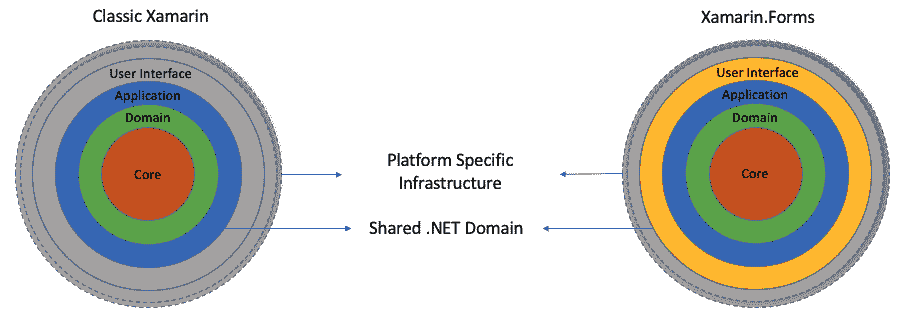 Classic Xamarin
Xamarin.Forms
User Interface
Application
Domain
Core
Platform Specific
Infrastructure
Shared .NET Domain
User Interface
Application
Domain
Core